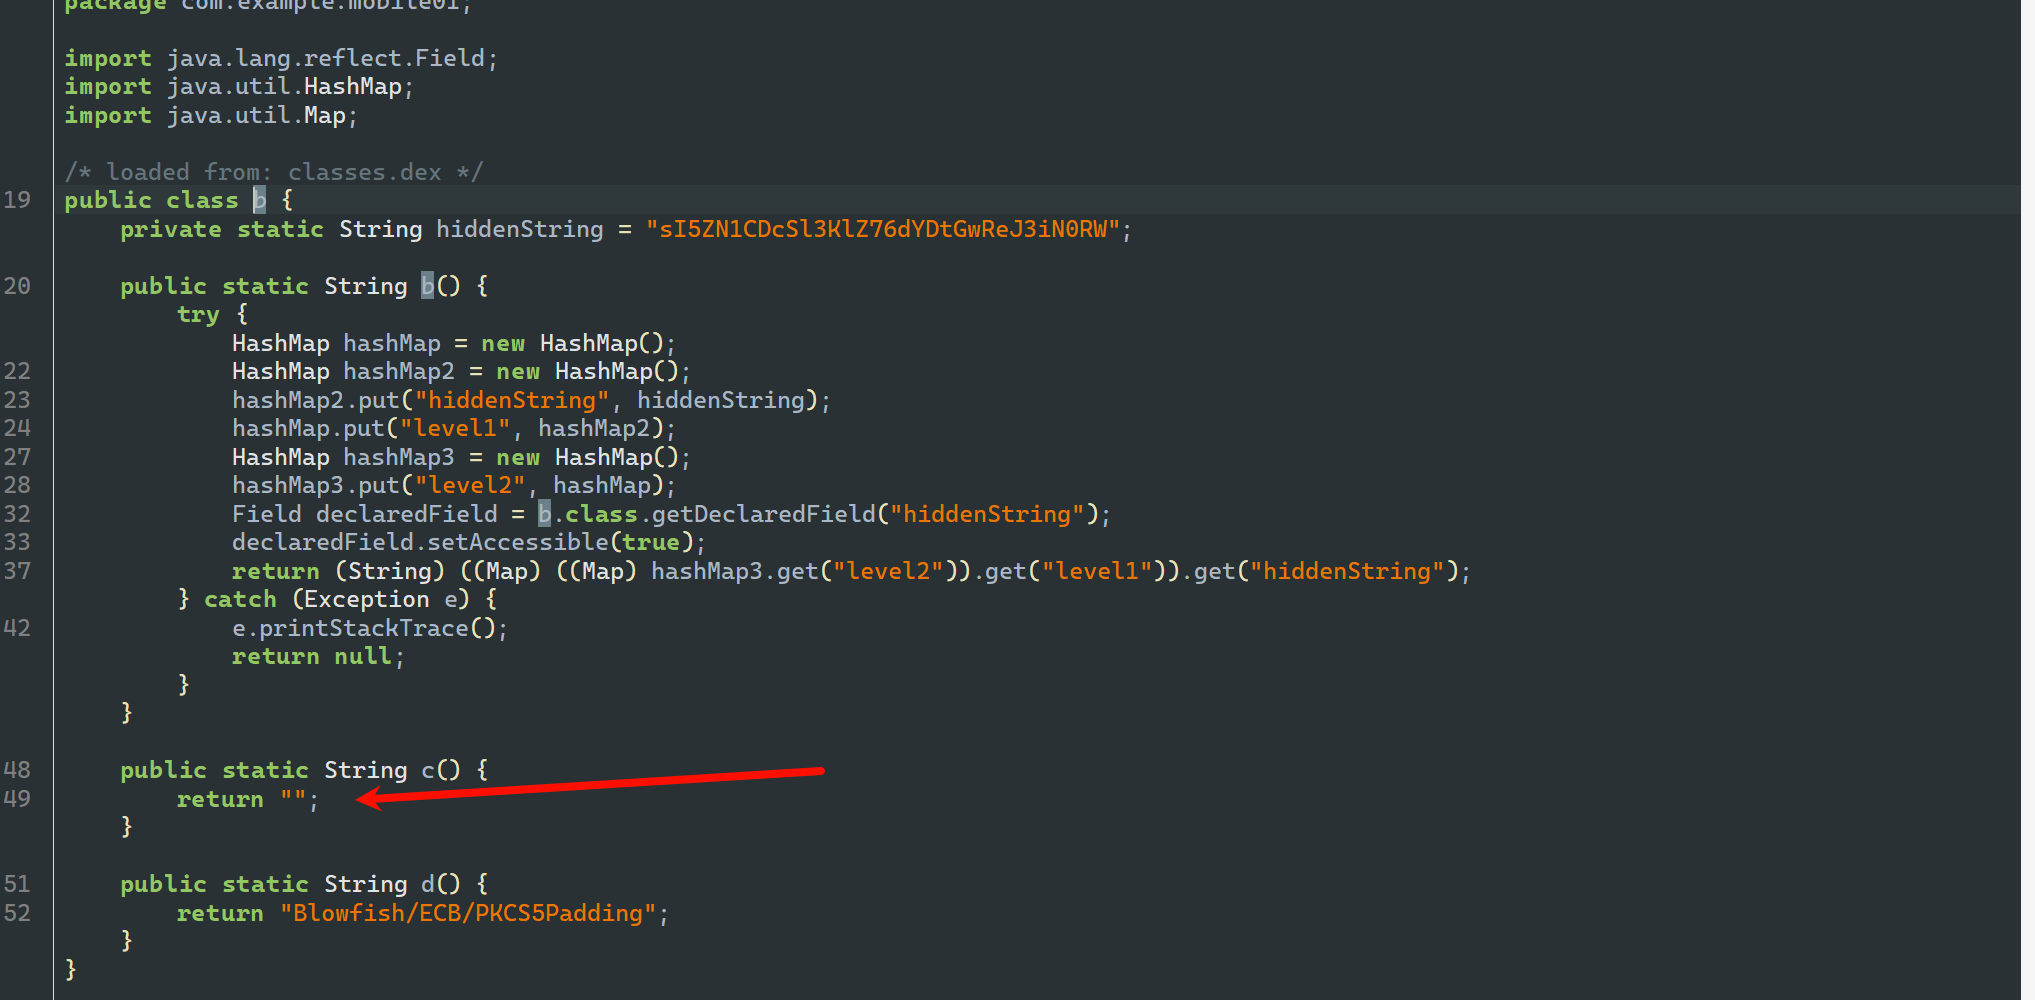 package com.example.mobile01;
import java.lang.reflect.Field;
import java.util.HashMap;
import java.util.Map;
/* loaded from: classes.dex */
19 public class b {
private static String hiddenString = "sI5ZN1CDcSl3KlZ76dYDtGwReJ3iN0RW";
20 public static String b() {
try {
HashMap hashMap = new HashMap();
22 HashMap hashMap2 = new HashMap();
23 hashMap2.put("hiddenString", hiddenString);
24 hashMap.put("level1", hashMap2);
27 HashMap hashMap3 = new HashMap();
28 hashMap3.put("level2", hashMap);
32 Field declaredField = b.class.getDeclaredField("hiddenString");
33 declaredField.setAccessible(true);
37 return (String) ((Map) ((Map) hashMap3.get("level2")).get("level1")).get("hiddenString");
} catch (Exception e) {
42 e.printStackTrace();
return null;
}
}
48 public static String c() {
49 return "";
}
51 public static String d() {
52 return "Blowfish/ECB/PKCS5Padding";
}
}